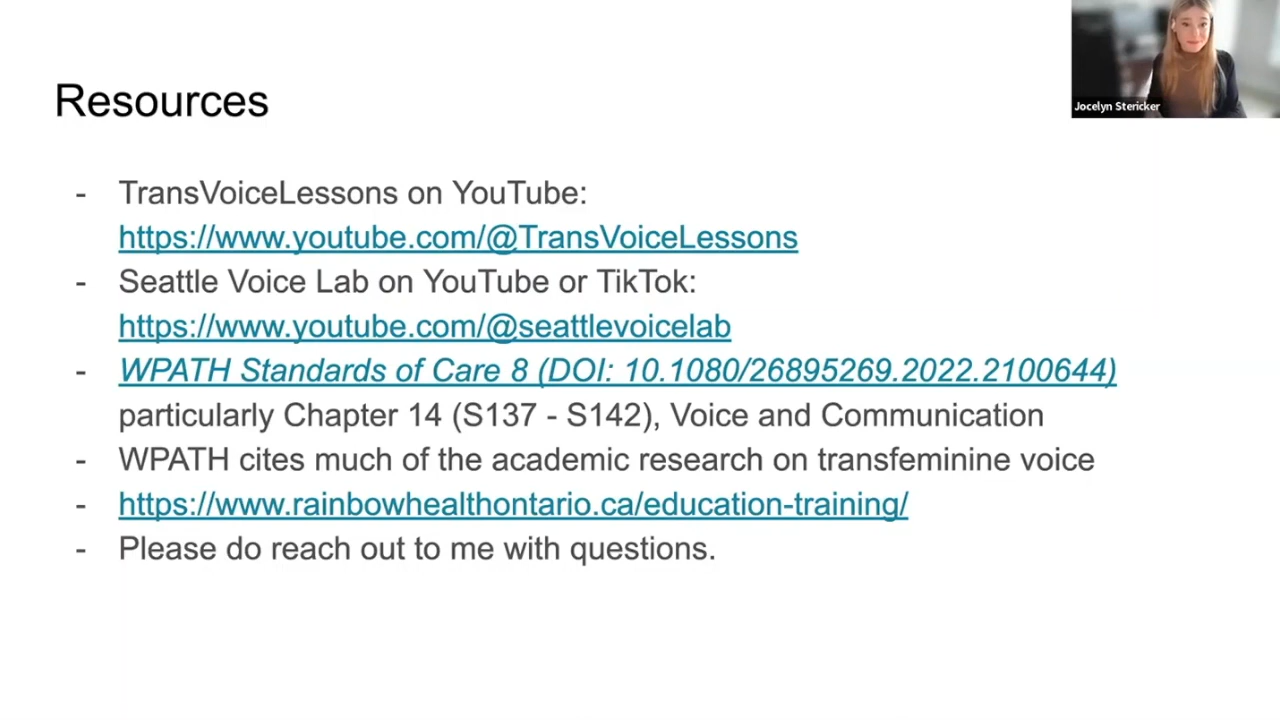 Jocelyn Stericker
Resources
- TransVoiceLessons on YouTube:
https://www.youtube.com/@TransVoiceLessons
- Seattle Voice Lab on YouTube or TikTok:
https://www.youtube.com/@seattlevoicelab
- WPATH Standards of Care 8 (DOI: 10.1080/26895269.2022.2100644)
particularly Chapter 14 (S137 - S142), Voice and Communication
- WPATH cites much of the academic research on transfeminine voice
- https://www.rainbowhealthontario.ca/education-training/
- Please do reach out to me with questions.